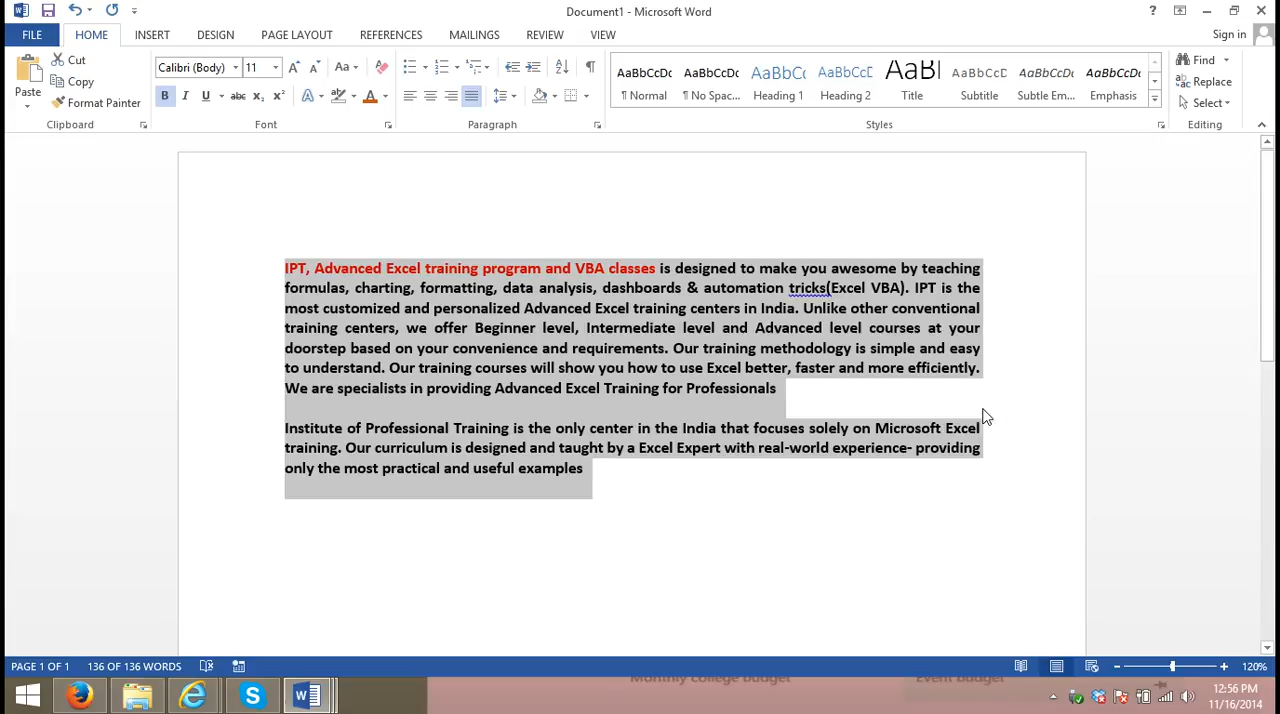 Document1 - Microsoft Word
?
FILE HOME INSERT DESIGN PAGE LAYOUT REFERENCES MAILINGS REVIEW VIEW Sign in
Paste Cut Copy Format Painter
Calibri (Body) 11 Aa
B I U abc x₂ x² A A
AaBbCcDc AaBbCcDc AaBbCc AaBbCcD AaBl AaBbCcDc AaBbCcDc AaBbCcDc
¶ Normal ¶ No Spac... Heading 1 Heading 2 Title Subtitle Subtle Em... Emphasis
Find Replace Select
Clipboard Font Paragraph Styles Editing
IPT, Advanced Excel training program and VBA classes is designed to make you awesome by teaching
formulas, charting, formatting, data analysis, dashboards & automation tricks(Excel VBA). IPT is the
most customized and personalized Advanced Excel training centers in India. Unlike other conventional
training centers, we offer Beginner level, Intermediate level and Advanced level courses at your
doorstep based on your convenience and requirements. Our training methodology is simple and easy
to understand. Our training courses will show you how to use Excel better, faster and more efficiently.
We are specialists in providing Advanced Excel Training for Professionals
Institute of Professional Training is the only center in the India that focuses solely on Microsoft Excel
training. Our curriculum is designed and taught by a Excel Expert with real-world experience- providing
only the most practical and useful examples
PAGE 1 OF 1 136 OF 136 WORDS 120%
Monthly college budget Event budget
12:56 PM
11/16/2014